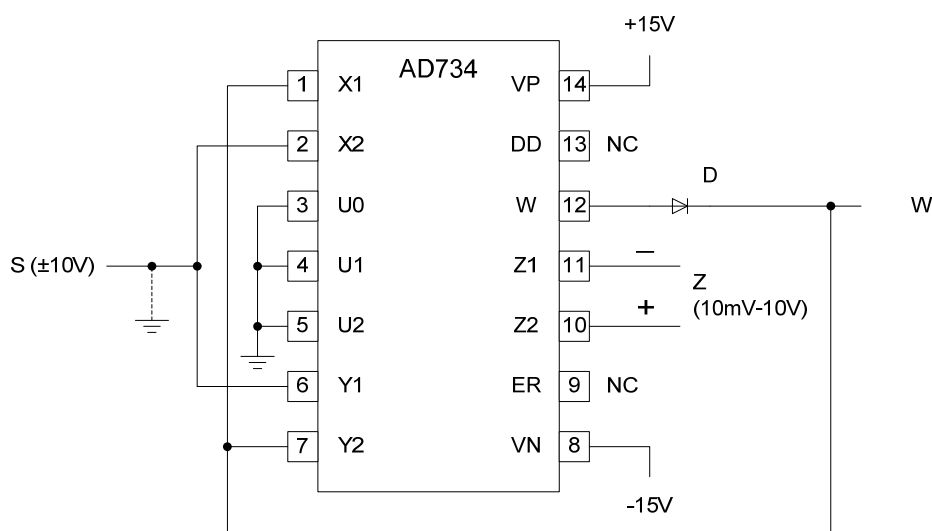 +15V
AD734
1 X1 VP 14
2 X2 DD 13 NC
D
3 U0 W 12 W
S (±10V) 4 U1 Z1 11 −
Z
(10mV-10V)
5 U2 Z2 10 +
6 Y1 ER 9 NC
7 Y2 VN 8
-15V